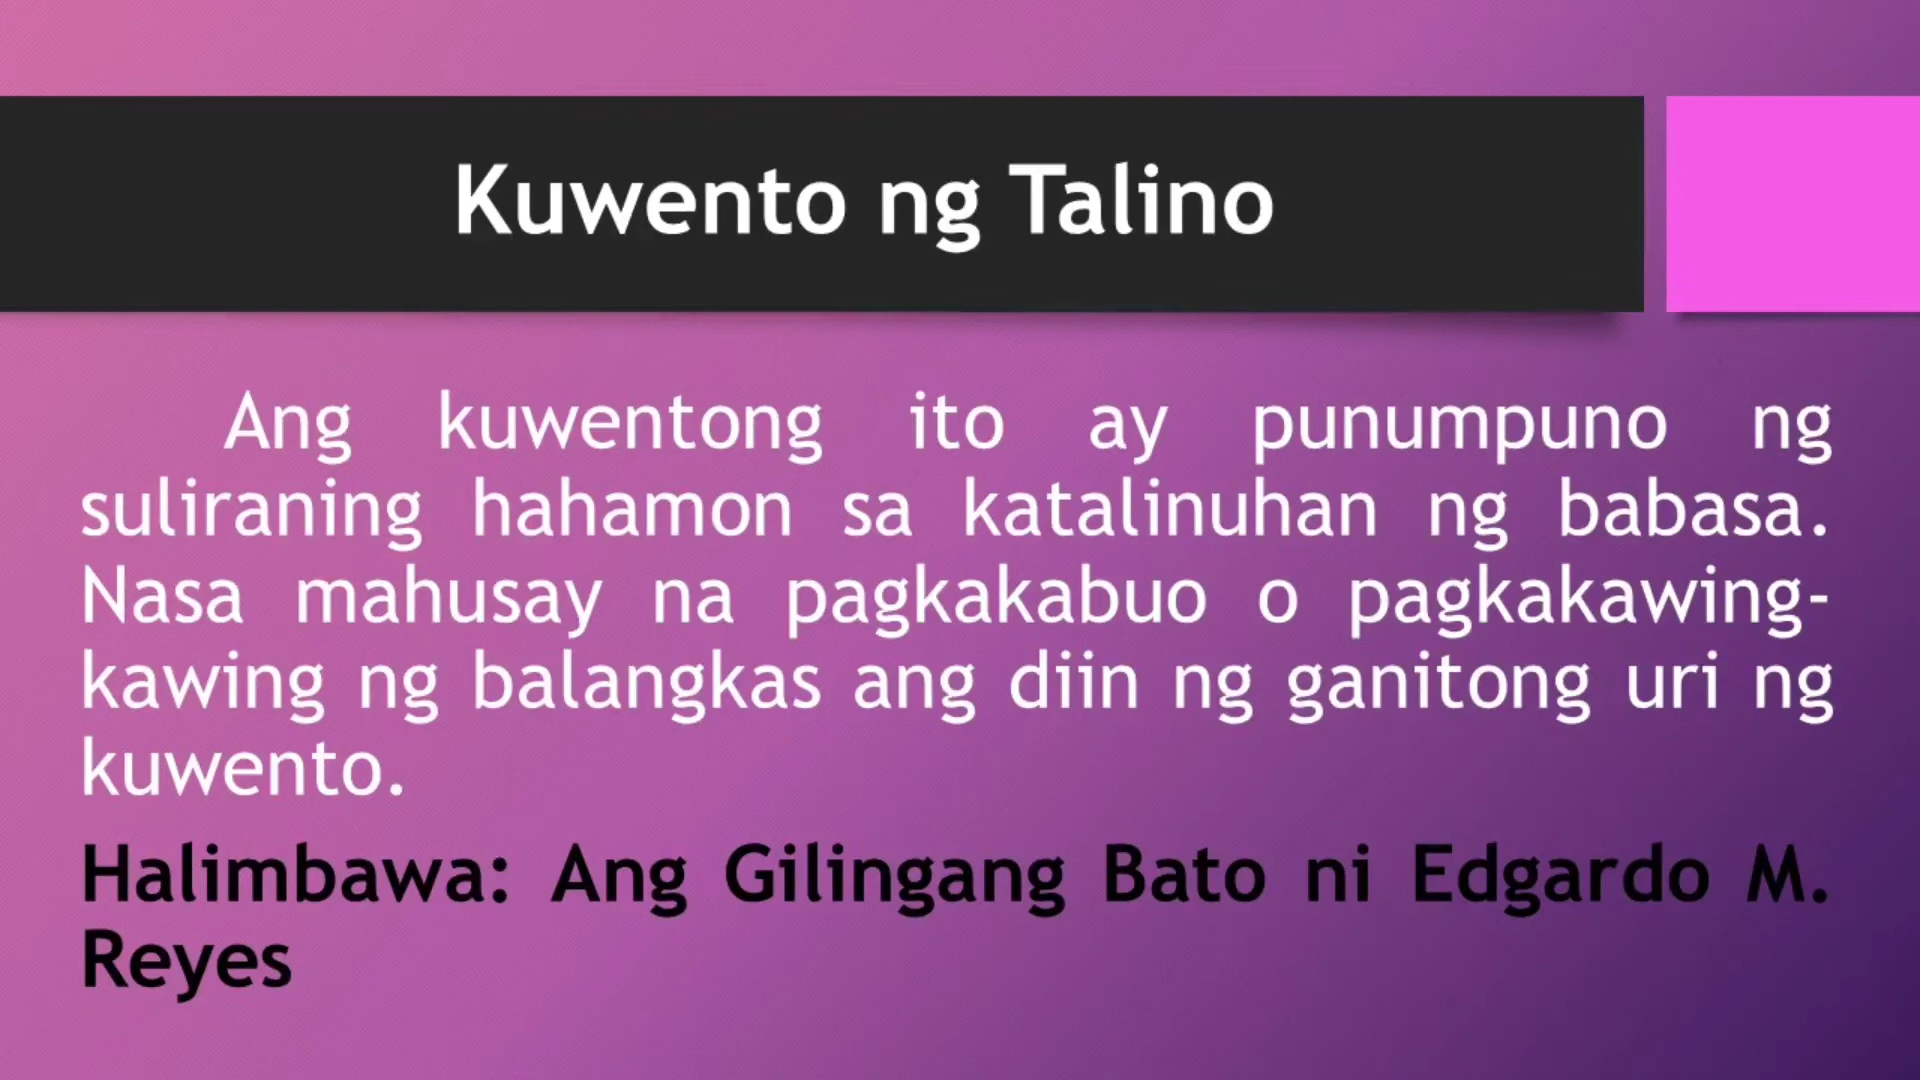 Kuwento ng Talino
Ang kuwentong ito ay punumpuno ng
suliraning hahamon sa katalinuhan ng babasa.
Nasa mahusay na pagkakabuo o pagkakawing-
kawing ng balangkas ang diin ng ganitong uri ng
kuwento.
Halimbawa: Ang Gilingang Bato ni Edgardo M.
Reyes